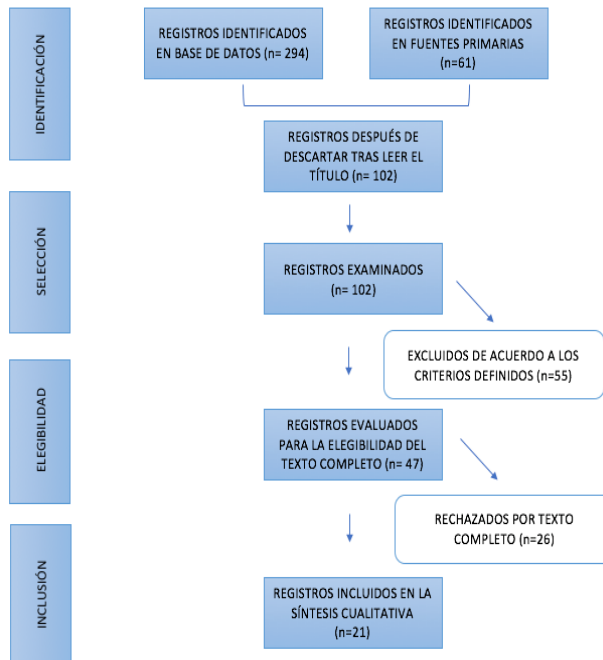 IDENTIFICACIÓN
REGISTROS IDENTIFICADOS
EN BASE DE DATOS (n= 294)
REGISTROS IDENTIFICADOS
EN FUENTES PRIMARIAS
(n=61)
REGISTROS DESPUÉS DE
DESCARTAR TRAS LEER EL
TÍTULO (n= 102)
SELECCIÓN
REGISTROS EXAMINADOS
(n= 102)
EXCLUIDOS DE ACUERDO A LOS
CRITERIOS DEFINIDOS (n=55)
ELEGIBILIDAD
REGISTROS EVALUADOS
PARA LA ELEGIBILIDAD DEL
TEXTO COMPLETO (n= 47)
RECHAZADOS POR TEXTO
COMPLETO (n=26)
INCLUSIÓN
REGISTROS INCLUIDOS EN LA
SÍNTESIS CUALITATIVA
(n=21)